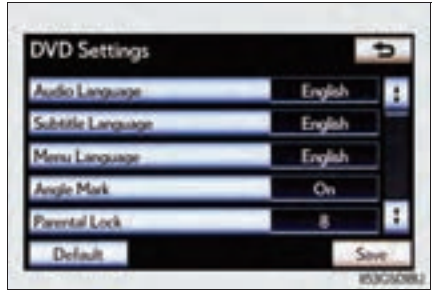 DVD Settings
Audio Language English
Subtitle Language English
Menu Language English
Angle Mark On
Parental Lock 8
Default Save